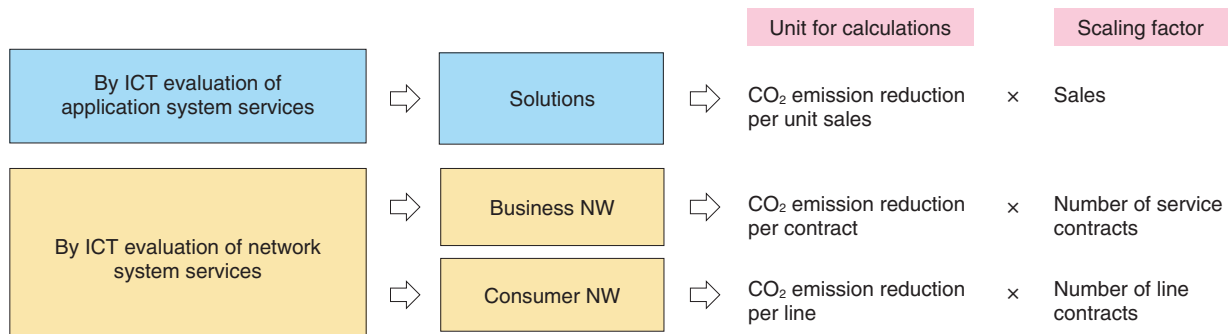 Unit for calculations
Scaling factor
By ICT evaluation of
application system services
Solutions
CO₂ emission reduction
per unit sales
×
Sales
By ICT evaluation of network
system services
Business NW
CO₂ emission reduction
per contract
×
Number of service
contracts
Consumer NW
CO₂ emission reduction
per line
×
Number of line
contracts